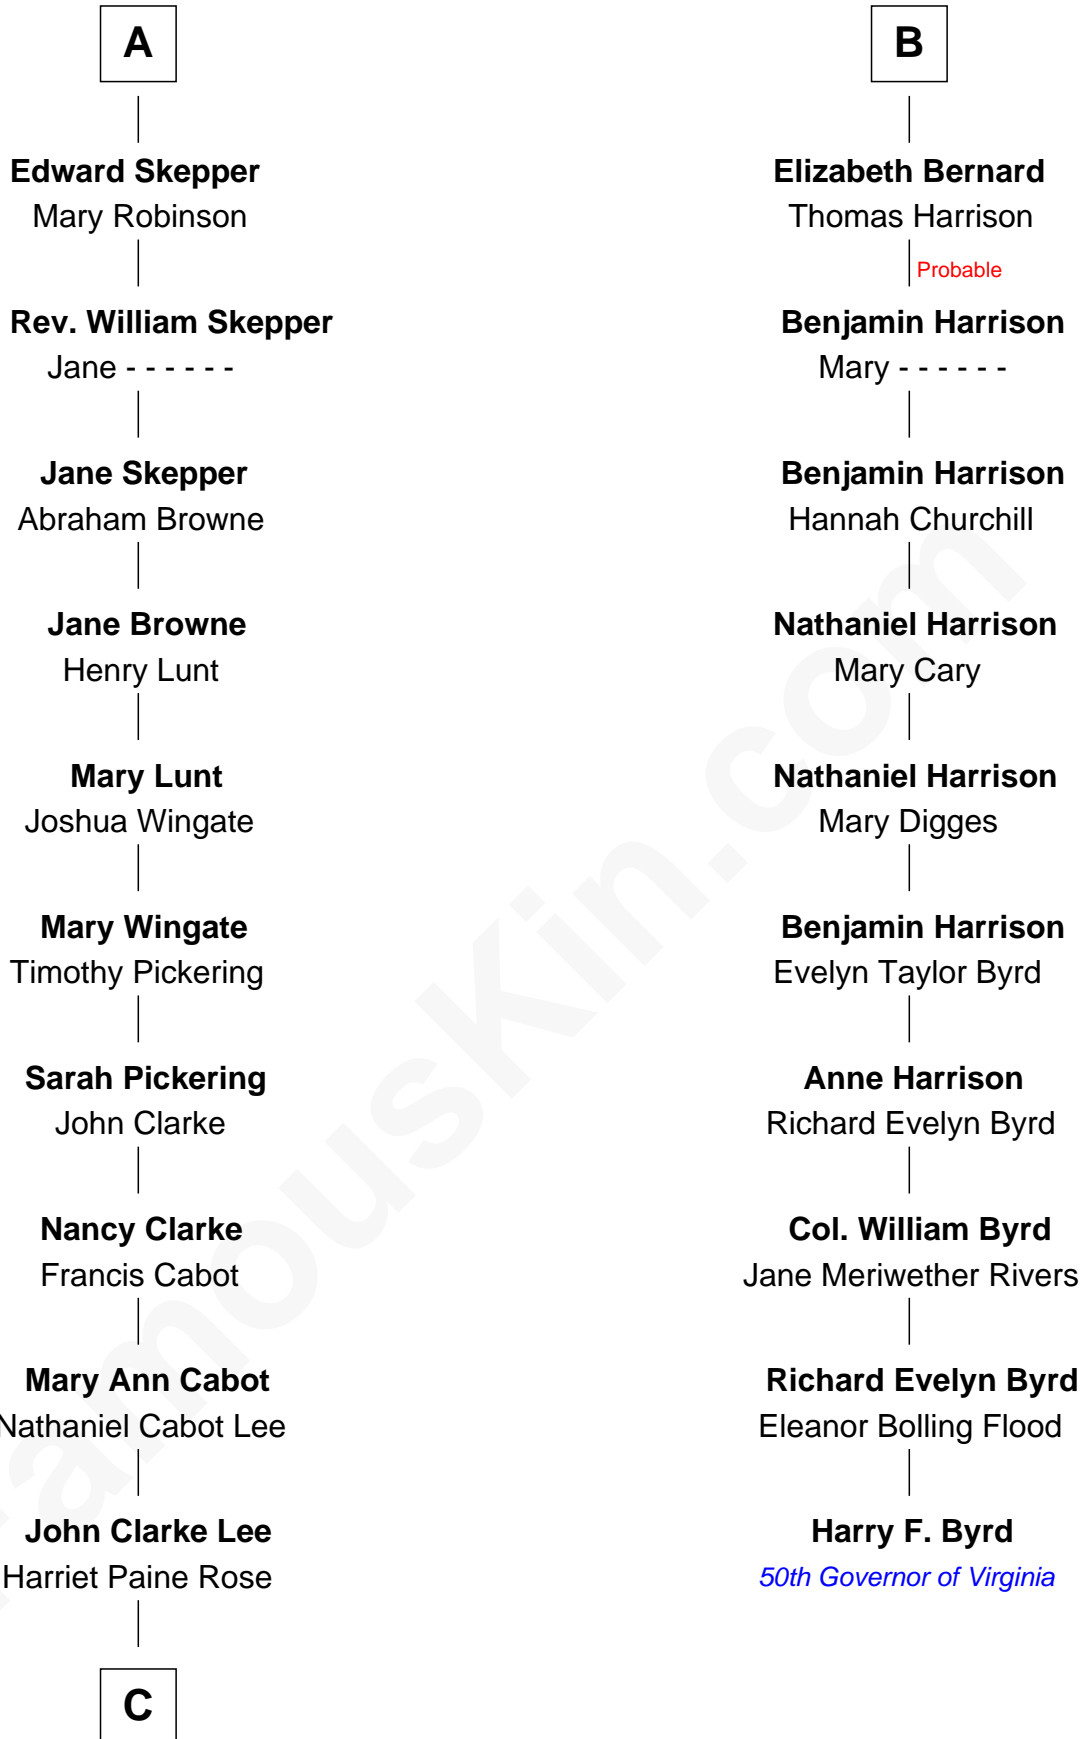 A
Edward Skepper
Mary Robinson
Rev. William Skepper
Jane - - - - - -
Jane Skepper
Abraham Browne
Jane Browne
Henry Lunt
Mary Lunt
Joshua Wingate
Mary Wingate
Timothy Pickering
Sarah Pickering
John Clarke
Nancy Clarke
Francis Cabot
Mary Ann Cabot
Nathaniel Cabot Lee
John Clarke Lee
Harriet Paine Rose
C
B
Elizabeth Bernard
Thomas Harrison
Probable
Benjamin Harrison
Mary - - - - - -
Benjamin Harrison
Hannah Churchill
Nathaniel Harrison
Mary Cary
Nathaniel Harrison
Mary Digges
Benjamin Harrison
Evelyn Taylor Byrd
Anne Harrison
Richard Evelyn Byrd
Col. William Byrd
Jane Meriwether Rivers
Richard Evelyn Byrd
Eleanor Bolling Flood
Harry F. Byrd
50th Governor of Virginia
FamousKin.com